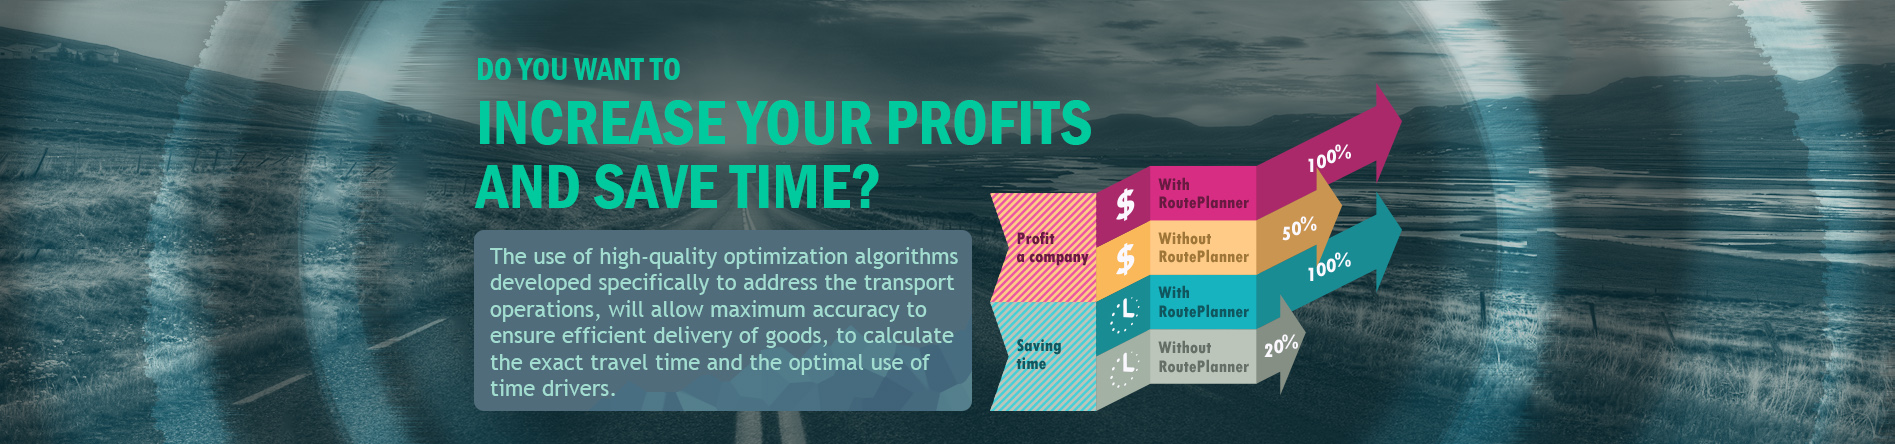 DO YOU WANT TO
INCREASE YOUR PROFITS
AND SAVE TIME?
The use of high-quality optimization algorithms
developed specifically to address the transport
operations, will allow maximum accuracy to
ensure efficient delivery of goods, to calculate
the exact travel time and the optimal use of
time drivers.
Profit
a company
$
With
RoutePlanner
100%
$
Without
RoutePlanner
50%
Saving
time
With
RoutePlanner
100%
Without
RoutePlanner
20%